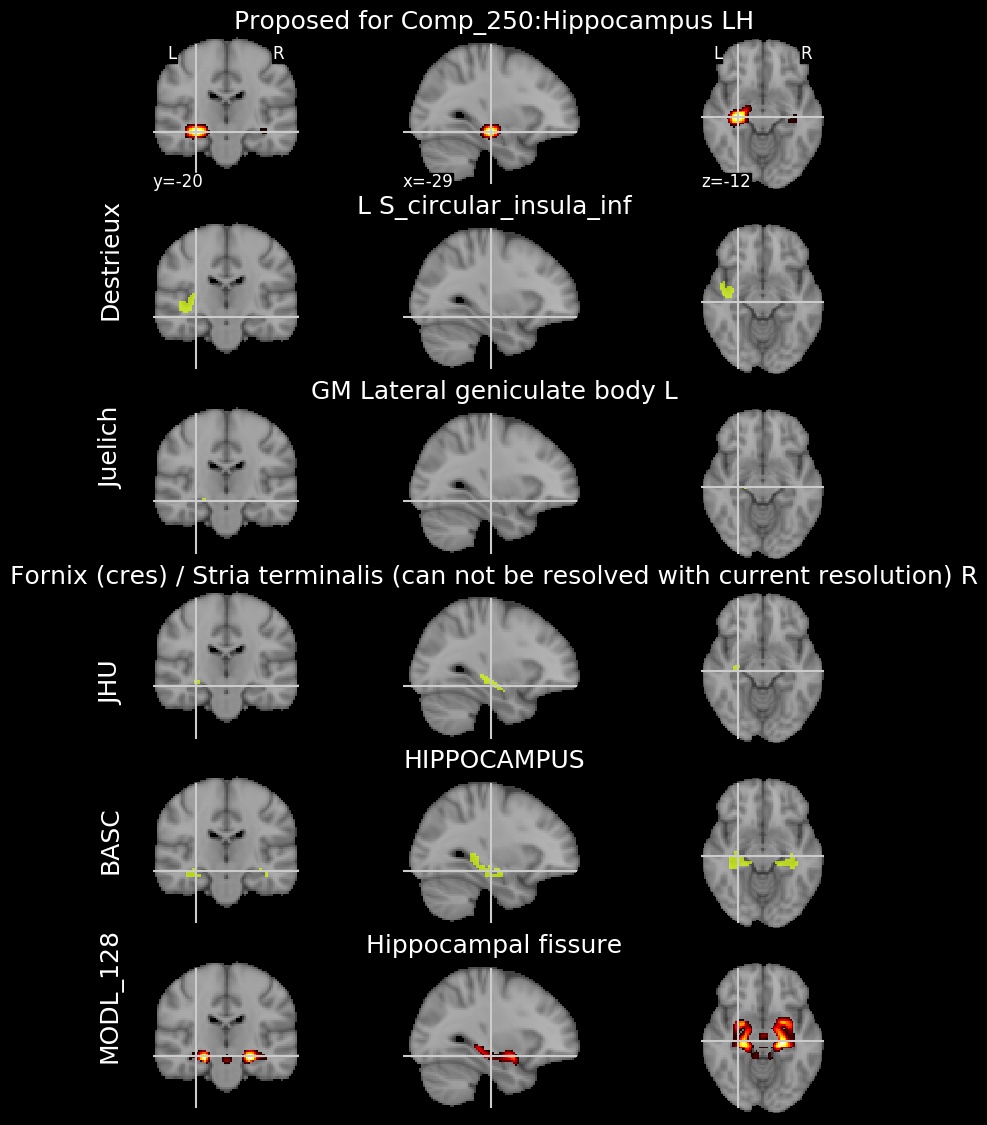 Proposed for Comp_250:Hippocampus LH
L R L R
y=-20 x=-29 z=-12
L S_circular_insula_inf
Destrieux
GM Lateral geniculate body L
Juelich
Fornix (cres) / Stria terminalis (can not be resolved with current resolution) R
JHU
HIPPOCAMPUS
BASC
Hippocampal fissure
MODL_128